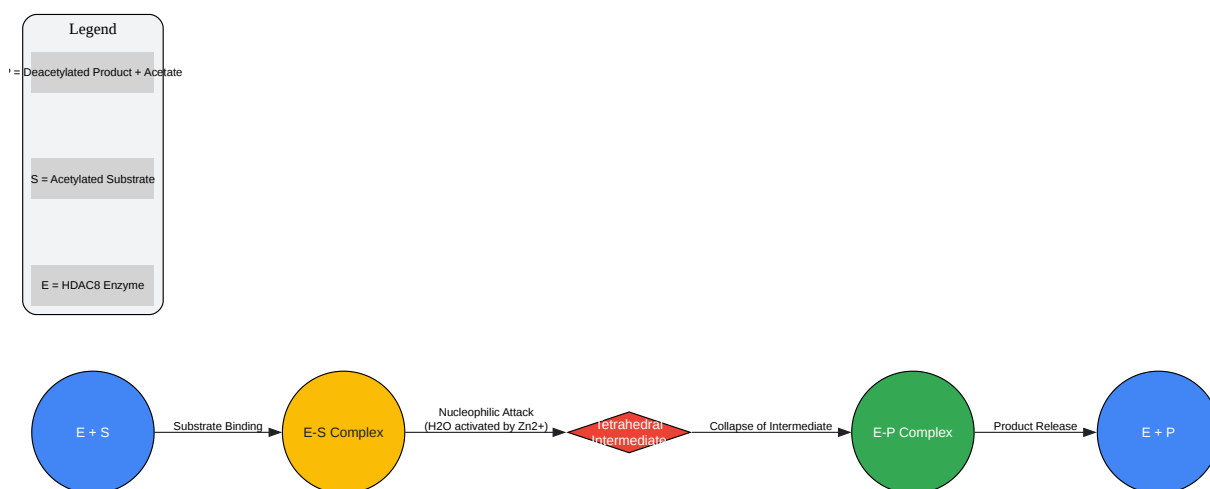 Legend
= Deacetylated Product + Acetate
S = Acetylated Substrate
E = HDAC8 Enzyme
E + S
Substrate Binding
E-S Complex
Nucleophilic Attack
(H2O activated by Zn2+)
Tetrahedral
Intermediate
Collapse of Intermediate
E-P Complex
Product Release
E + P